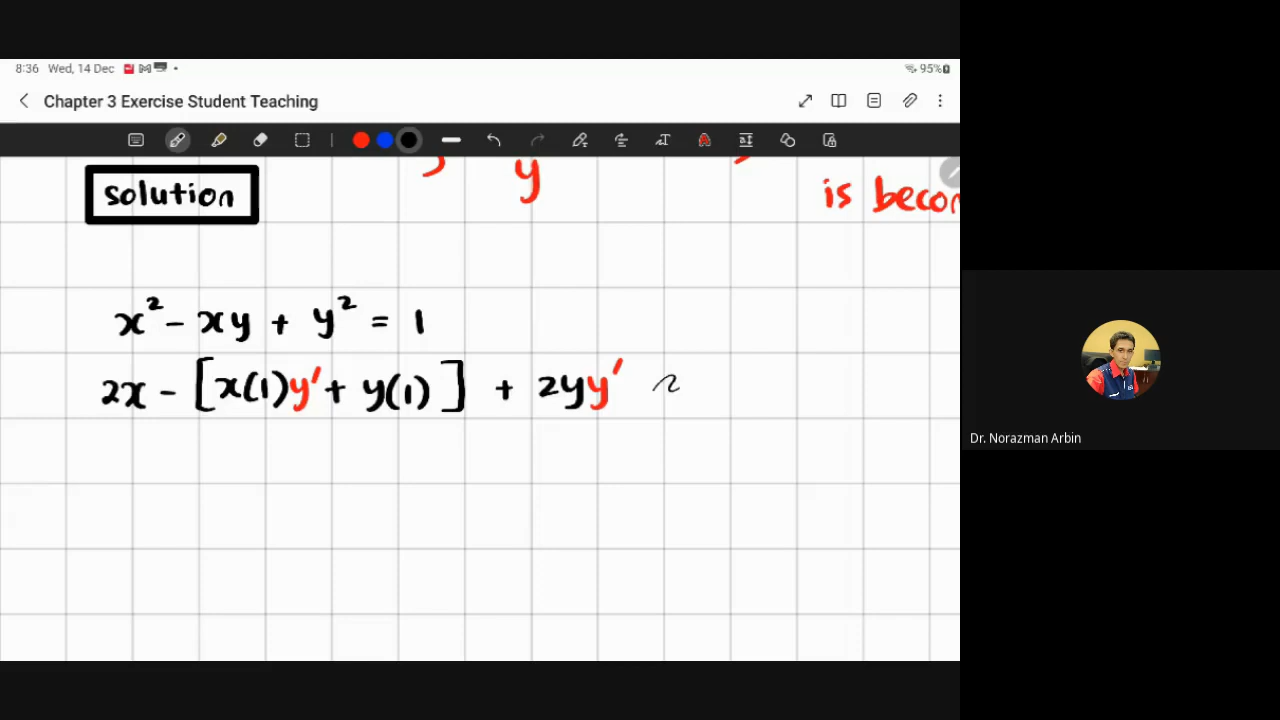 8:36 Wed, 14 Dec
95%
Chapter 3 Exercise Student Teaching
solution
y
is becom
x² - xy + y² = 1
2x - [x(1)y' + y(1)] + 2yy'
Dr. Norazman Arbin